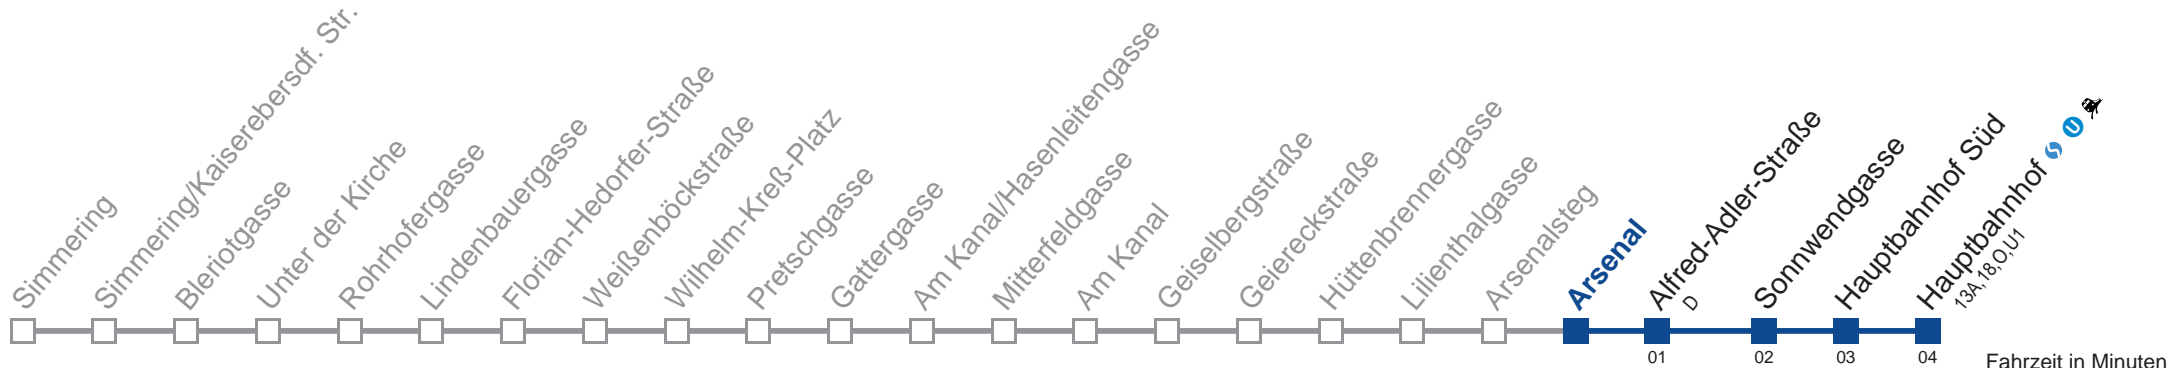 Simmering
Simmering/Kaiserebersdf. Str.
Bleriotgasse
Unter der Kirche
Rohrhofergasse
Lindenbauergasse
Florian-Hedorfer-Straße
Weißenböckstraße
Wilhelm-Kreß-Platz
Pretschgasse
Gattergasse
Am Kanal/Hasenleitengasse
Mitterfeldgasse
Am Kanal
Geiselbergstraße
Geiereckstraße
Hüttenbrennergasse
Lilienthalgasse
Arsenalsteg
Arsenal
Alfred-Adler-Straße
D
Sonnwendgasse
Hauptbahnhof Süd
Hauptbahnhof S U
13A,18,O,U1
01 02 03 04
Fahrzeit in Minuten